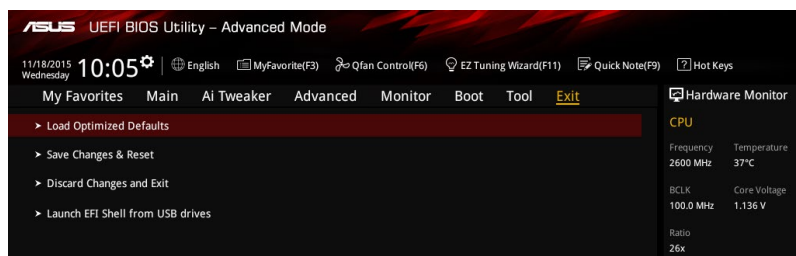 ASUS UEFI BIOS Utility – Advanced Mode
11/18/2015 Wednesday 10:05 English MyFavorite(F3) Qfan Control(F6) EZ Tuning Wizard(F11) Quick Note(F9) ? Hot Keys
My Favorites Main Ai Tweaker Advanced Monitor Boot Tool Exit
Hardware Monitor
> Load Optimized Defaults
> Save Changes & Reset
> Discard Changes and Exit
> Launch EFI Shell from USB drives
CPU
Frequency Temperature
2600 MHz 37°C
BCLK Core Voltage
100.0 MHz 1.136 V
Ratio
26x